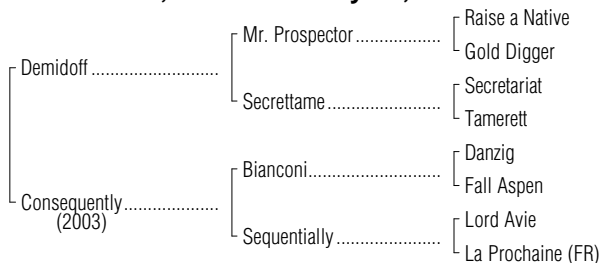 Raise a Native
Mr. Prospector ..................
Gold Digger
Demidoff ...........................
Secretariat
Secrettame ........................
Tamerett
Danzig
Bianconi............................
Fall Aspen
Consequently ....................
(2003)
Lord Avie
Sequentially ......................
La Prochaine (FR)